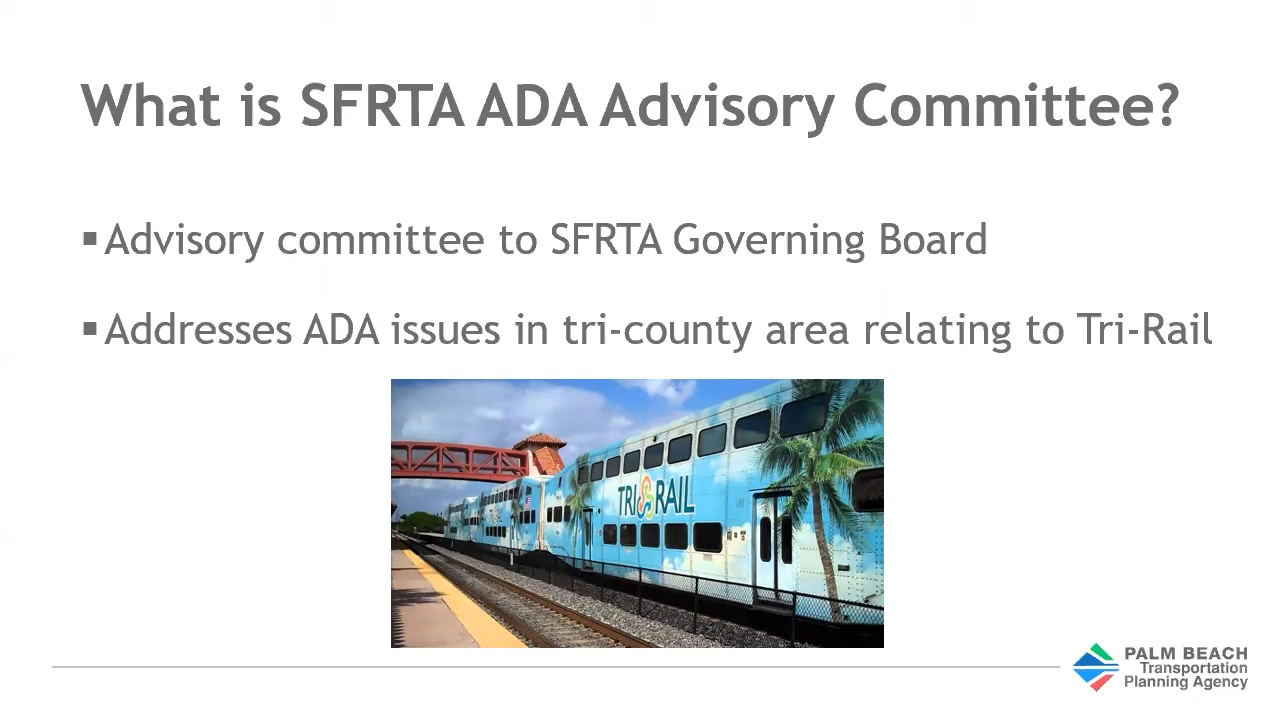 What is SFRTA ADA Advisory Committee?
▪ Advisory committee to SFRTA Governing Board
▪ Addresses ADA issues in tri-county area relating to Tri-Rail
TRI RAIL
PALM BEACH
Transportation
Planning Agency